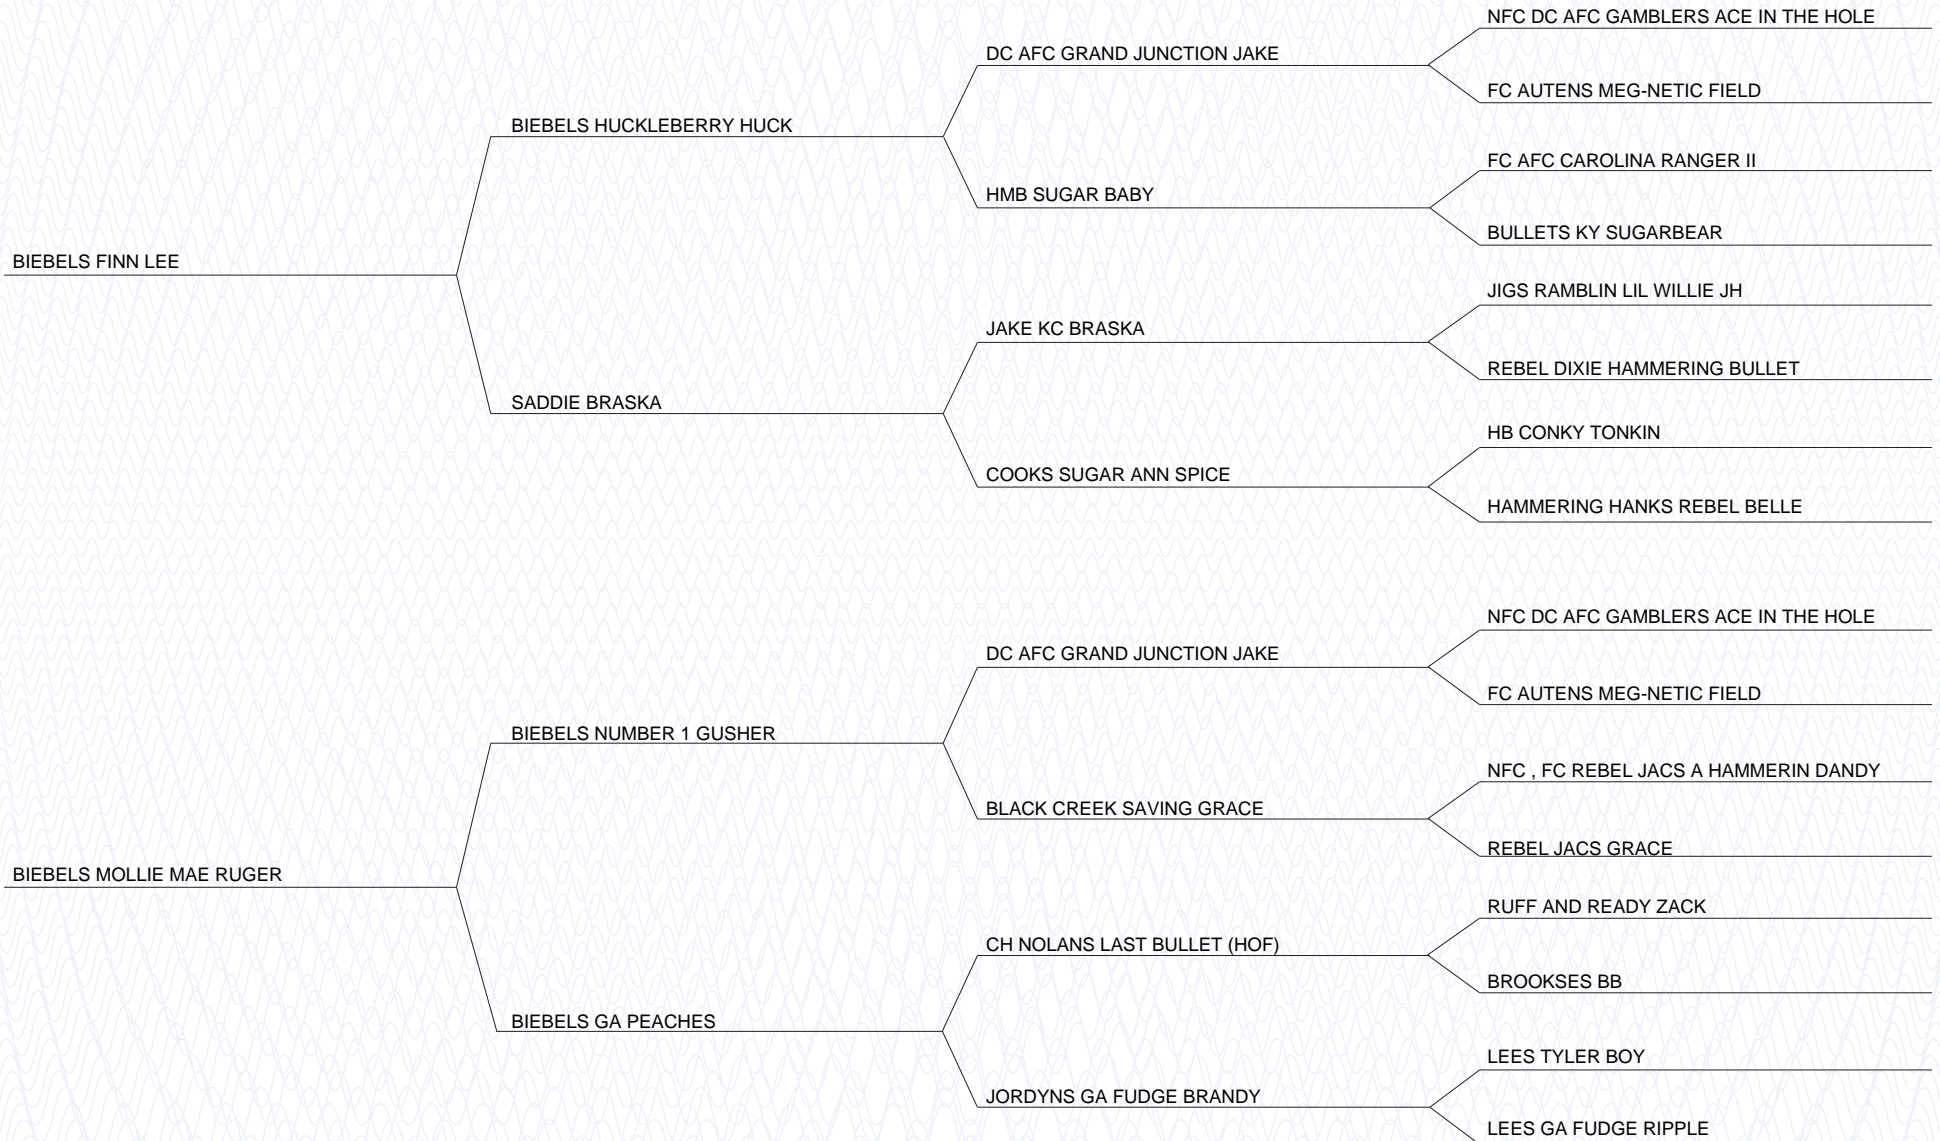 NFC DC AFC GAMBLERS ACE IN THE HOLE
DC AFC GRAND JUNCTION JAKE
FC AUTENS MEG-NETIC FIELD
BIEBELS HUCKLEBERRY HUCK
FC AFC CAROLINA RANGER II
HMB SUGAR BABY
BULLETS KY SUGARBEAR
BIEBELS FINN LEE
JIGS RAMBLIN LIL WILLIE JH
JAKE KC BRASKA
REBEL DIXIE HAMMERING BULLET
SADDIE BRASKA
HB CONKY TONKIN
COOKS SUGAR ANN SPICE
HAMMERING HANKS REBEL BELLE
NFC DC AFC GAMBLERS ACE IN THE HOLE
DC AFC GRAND JUNCTION JAKE
FC AUTENS MEG-NETIC FIELD
BIEBELS NUMBER 1 GUSHER
NFC , FC REBEL JACS A HAMMERIN DANDY
BLACK CREEK SAVING GRACE
REBEL JACS GRACE
BIEBELS MOLLIE MAE RUGER
RUFF AND READY ZACK
CH NOLANS LAST BULLET (HOF)
BROOKSES BB
BIEBELS GA PEACHES
LEES TYLER BOY
JORDYNS GA FUDGE BRANDY
LEES GA FUDGE RIPPLE